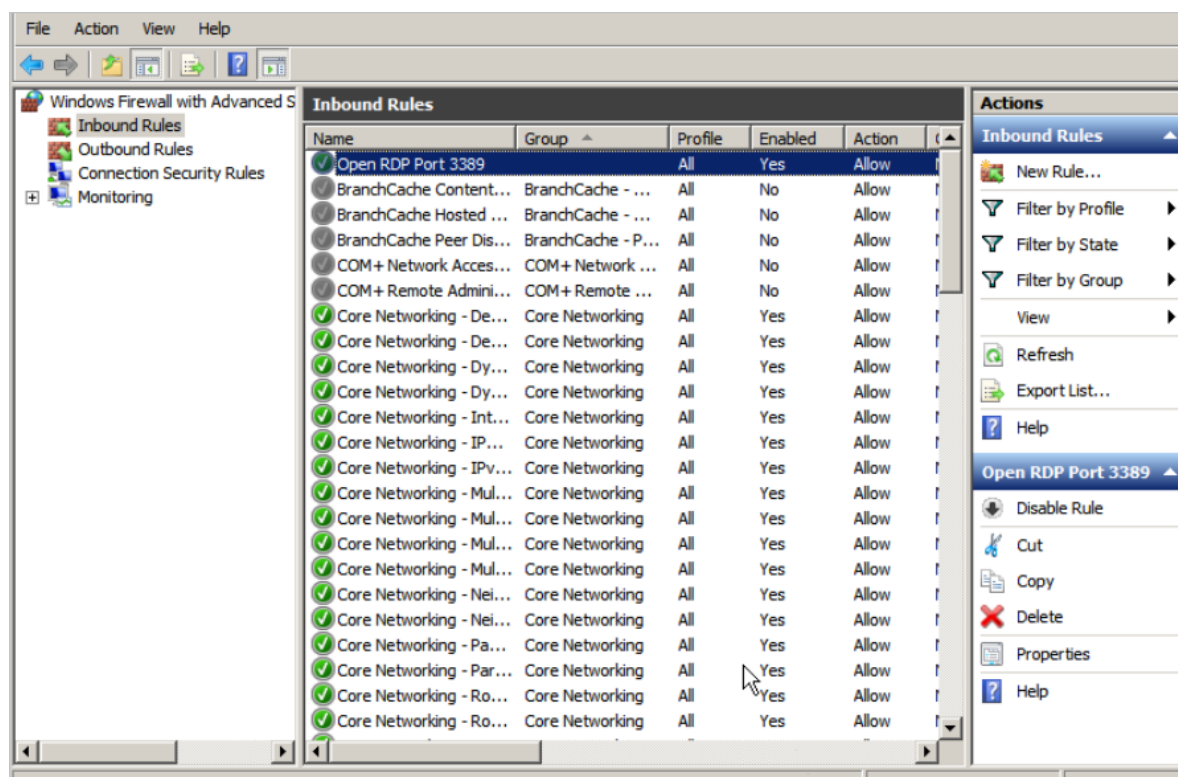 File Action View Help
Windows Firewall with Advanced S
Inbound Rules
Outbound Rules
Connection Security Rules
Monitoring
Inbound Rules
Name Group Profile Enabled Action
Open RDP Port 3389 All Yes Allow
BranchCache Content... BranchCache - ... All No Allow
BranchCache Hosted ... BranchCache - ... All No Allow
BranchCache Peer Dis... BranchCache - P... All No Allow
COM+ Network Acces... COM+ Network ... All No Allow
COM+ Remote Admini... COM+ Remote ... All No Allow
Core Networking - De... Core Networking All Yes Allow
Core Networking - De... Core Networking All Yes Allow
Core Networking - Dy... Core Networking All Yes Allow
Core Networking - Dy... Core Networking All Yes Allow
Core Networking - Int... Core Networking All Yes Allow
Core Networking - IP... Core Networking All Yes Allow
Core Networking - IPv... Core Networking All Yes Allow
Core Networking - Mul... Core Networking All Yes Allow
Core Networking - Mul... Core Networking All Yes Allow
Core Networking - Mul... Core Networking All Yes Allow
Core Networking - Mul... Core Networking All Yes Allow
Core Networking - Nei... Core Networking All Yes Allow
Core Networking - Nei... Core Networking All Yes Allow
Core Networking - Pa... Core Networking All Yes Allow
Core Networking - Par... Core Networking All Yes Allow
Core Networking - Ro... Core Networking All Yes Allow
Core Networking - Ro... Core Networking All Yes Allow
Actions
Inbound Rules
New Rule...
Filter by Profile
Filter by State
Filter by Group
View
Refresh
Export List...
Help
Open RDP Port 3389
Disable Rule
Cut
Copy
Delete
Properties
Help